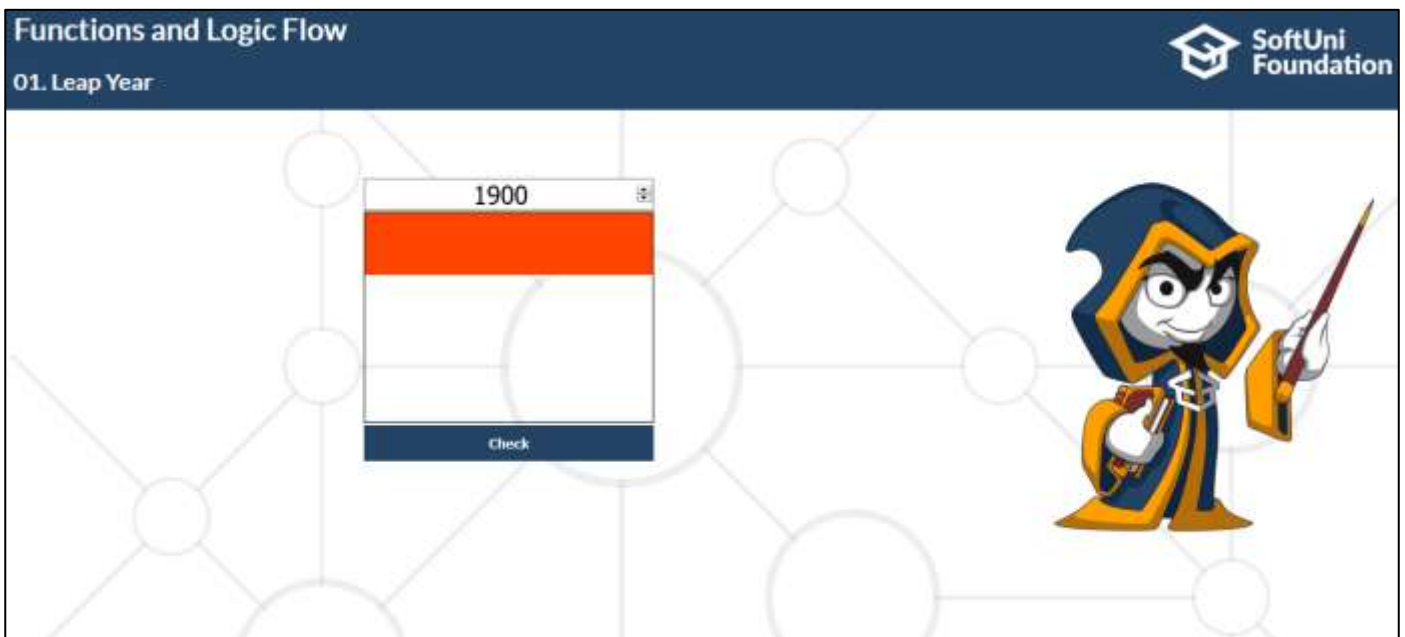 Functions and Logic Flow
01. Leap Year
SoftUni
Foundation
1900
Check